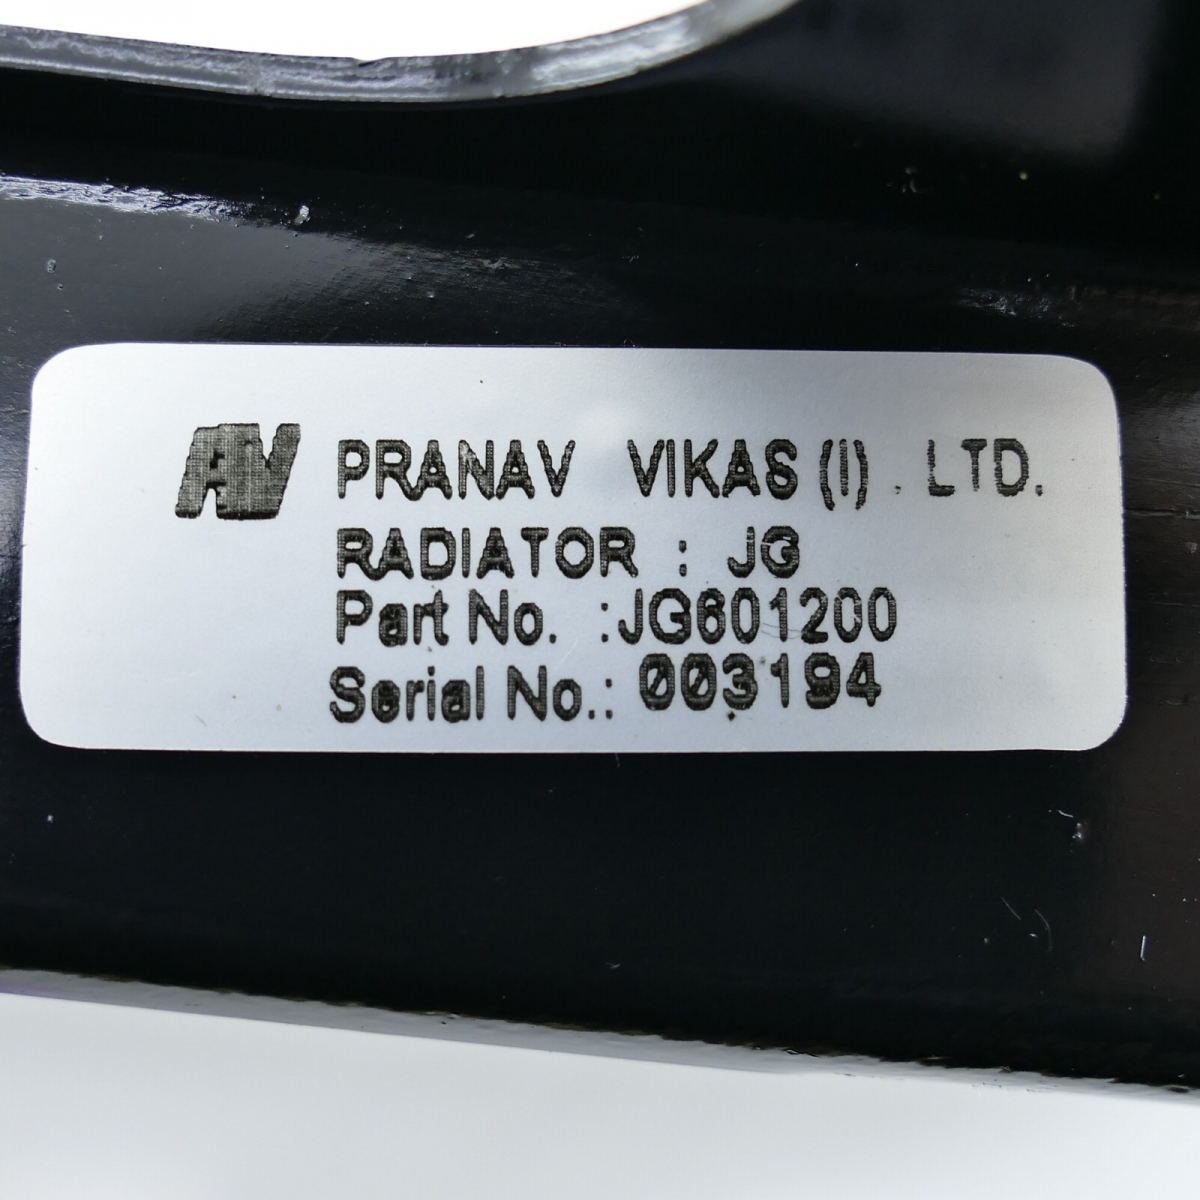 PV PRANAV VIKAS (I). LTD.
RADIATOR : JG
Part No. :JG601200
Serial No.: 003194